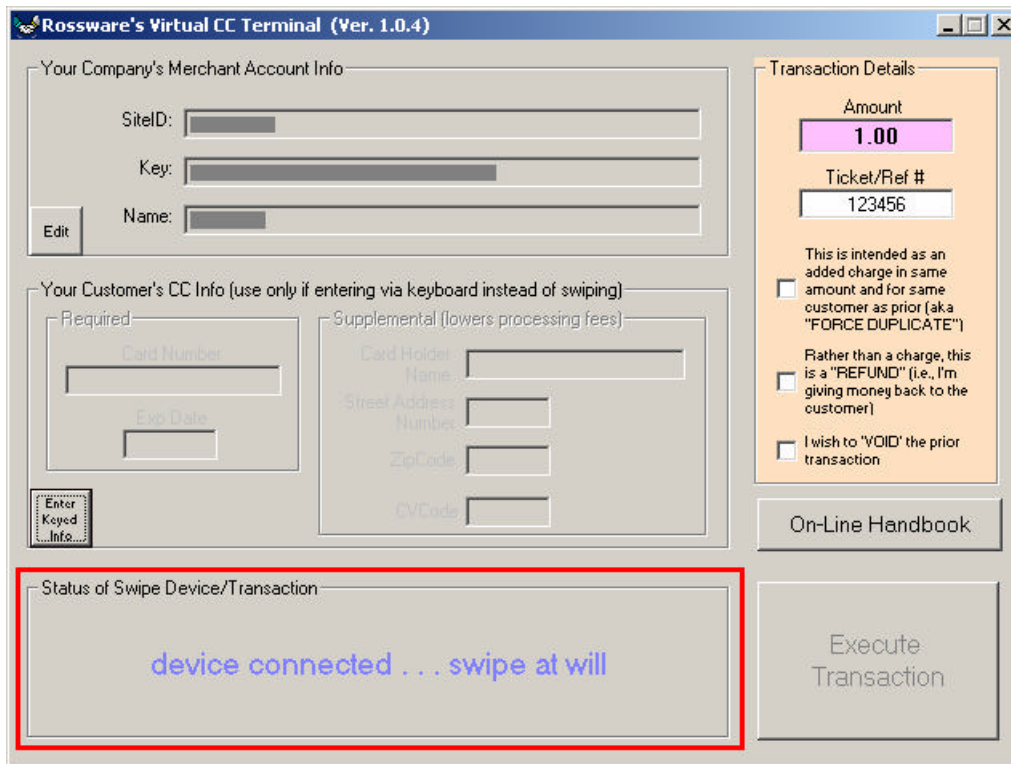 Rossware's Virtual CC Terminal (Ver. 1.0.4)
Your Company's Merchant Account Info
SiteID:
Key:
Name:
Edit
Your Customer's CC Info (use only if entering via keyboard instead of swiping)
Required
Card Number
Exp Date
Supplemental (lowers processing fees)
Card Holder
Name
Street Address
Number
ZipCode
CVCode
Enter
Keyed
Info
Status of Swipe Device/Transaction
device connected . . . swipe at will
Transaction Details
Amount
1.00
Ticket/Ref #
123456
This is intended as an
added charge in same
amount and for same
customer as prior (aka
"FORCE DUPLICATE")
Rather than a charge, this
is a "REFUND" (i.e., I'm
giving money back to the
customer)
I wish to 'VOID' the prior
transaction
On-Line Handbook
Execute
Transaction